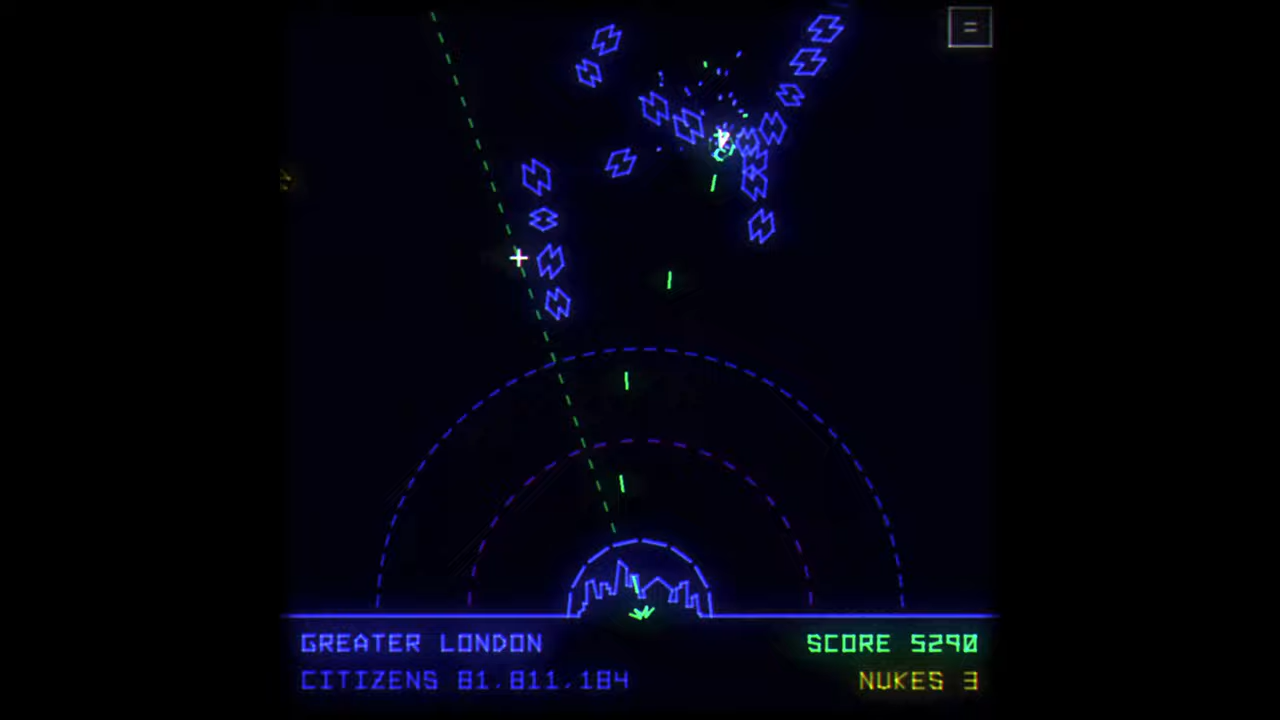 GREATER LONDON
SCORE 5290
CITIZENS 81.811.184
NUKES 3